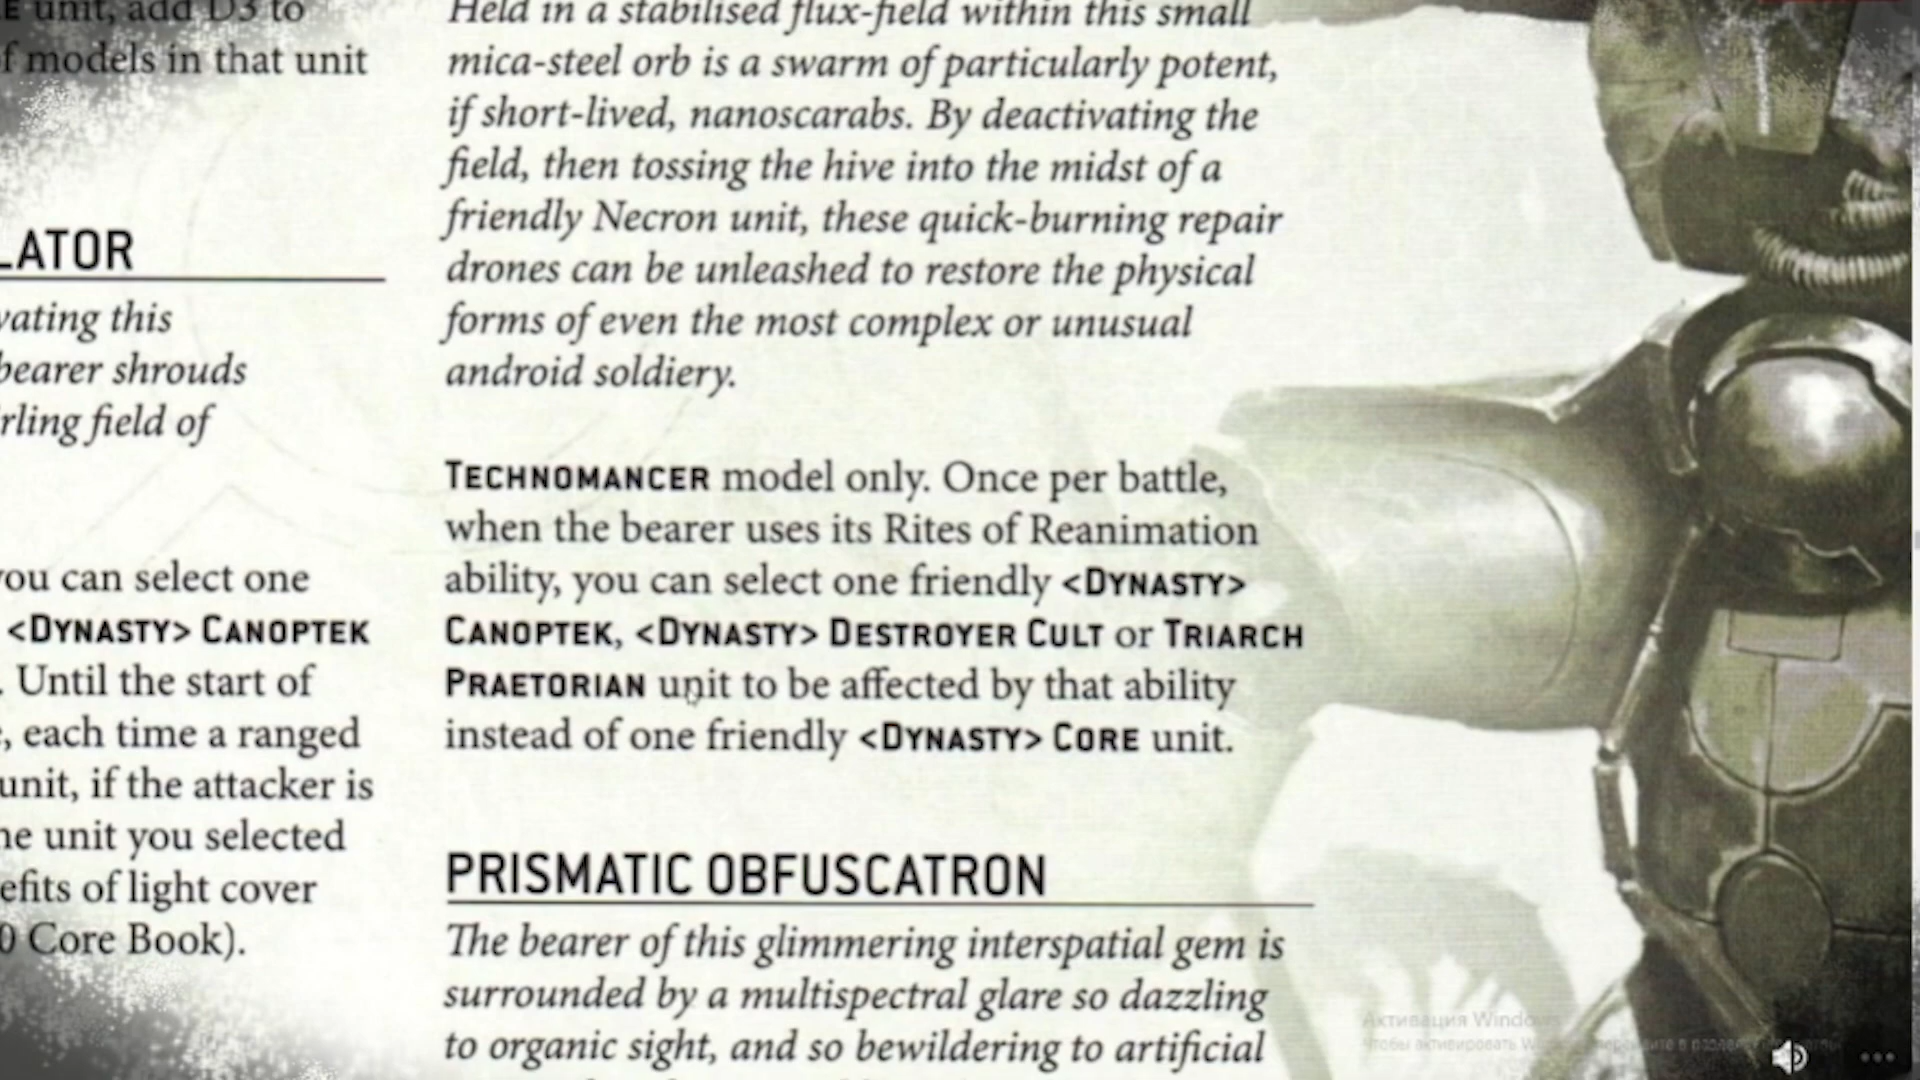 E unit, add D3 to
f models in that unit
LATOR
vating this
bearer shrouds
rling field of
you can select one
<DYNASTY> CANOPTEK
. Until the start of
, each time a ranged
unit, if the attacker is
he unit you selected
efits of light cover
0 Core Book).
Held in a stabilised flux-field within this small
mica-steel orb is a swarm of particularly potent,
if short-lived, nanoscarabs. By deactivating the
field, then tossing the hive into the midst of a
friendly Necron unit, these quick-burning repair
drones can be unleashed to restore the physical
forms of even the most complex or unusual
android soldiery.
TECHNOMANCER model only. Once per battle,
when the bearer uses its Rites of Reanimation
ability, you can select one friendly <DYNASTY>
CANOPTEK, <DYNASTY> DESTROYER CULT or TRIARCH
PRAETORIAN unit to be affected by that ability
instead of one friendly <DYNASTY> CORE unit.
PRISMATIC OBFUSCATRON
The bearer of this glimmering interspatial gem is
surrounded by a multispectral glare so dazzling
to organic sight, and so bewildering to artificial
Активация Windows
Чтобы активировать